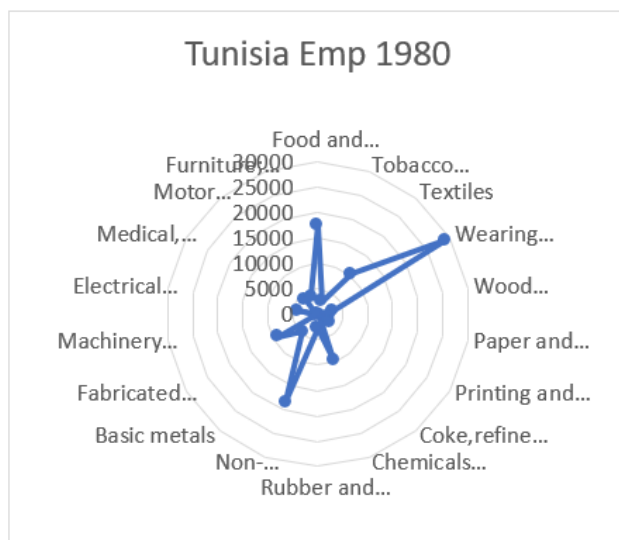 Tunisia Emp 1980
Food and...
Tobacco...
Textiles
Wearing...
Wood...
Paper and...
Printing and...
Coke,refine...
Chemicals...
Rubber and...
Non-...
Basic metals
Fabricated...
Machinery...
Electrical...
Medical,...
Motor...
Furniture;...
30000
25000
20000
15000
10000
5000
0